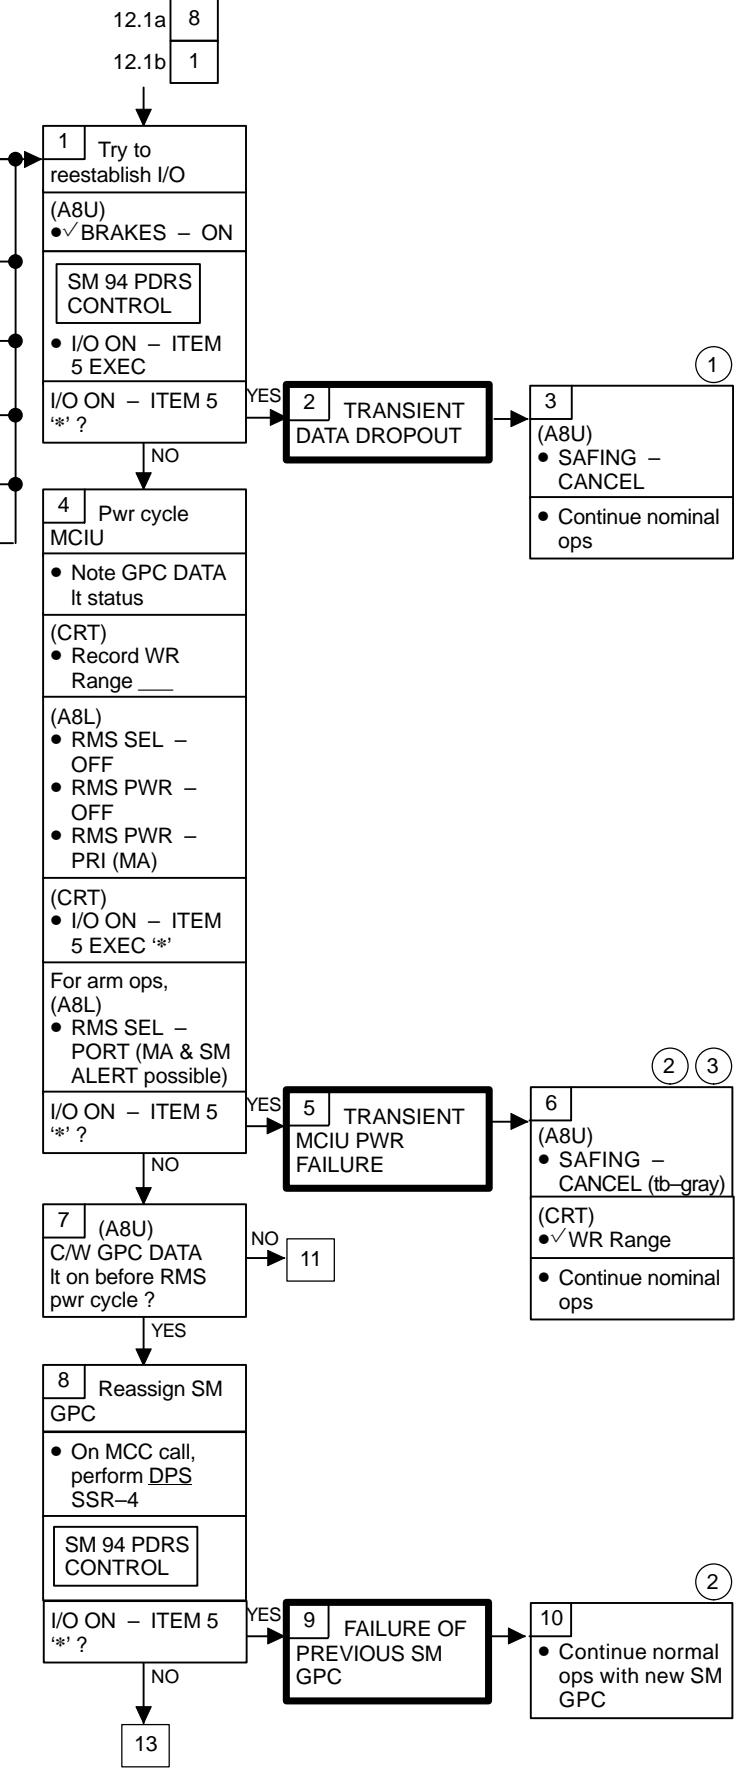 12.1a 8
12.1b 1
1 Try to
reestablish I/O
(A8U)
●√BRAKES – ON
SM 94 PDRS
CONTROL
● I/O ON – ITEM
5 EXEC
I/O ON – ITEM 5
‘*’ ?
YES
NO
2 TRANSIENT
DATA DROPOUT
1
3
(A8U)
● SAFING –
CANCEL
● Continue nominal
ops
4 Pwr cycle
MCIU
● Note GPC DATA
lt status
(CRT)
● Record WR
Range ___
(A8L)
● RMS SEL –
OFF
● RMS PWR –
OFF
● RMS PWR –
PRI (MA)
(CRT)
● I/O ON – ITEM
5 EXEC ‘*’
For arm ops,
(A8L)
● RMS SEL –
PORT (MA & SM
ALERT possible)
I/O ON – ITEM 5
‘*’ ?
YES
NO
5 TRANSIENT
MCIU PWR
FAILURE
2 3
6
(A8U)
● SAFING –
CANCEL (tb–gray)
(CRT)
●√WR Range
● Continue nominal
ops
7 (A8U)
C/W GPC DATA
lt on before RMS
pwr cycle ?
NO
11
YES
8 Reassign SM
GPC
● On MCC call,
perform DPS
SSR–4
SM 94 PDRS
CONTROL
I/O ON – ITEM 5
‘*’ ?
YES
NO
9 FAILURE OF
PREVIOUS SM
GPC
2
10
● Continue normal
ops with new SM
GPC
13